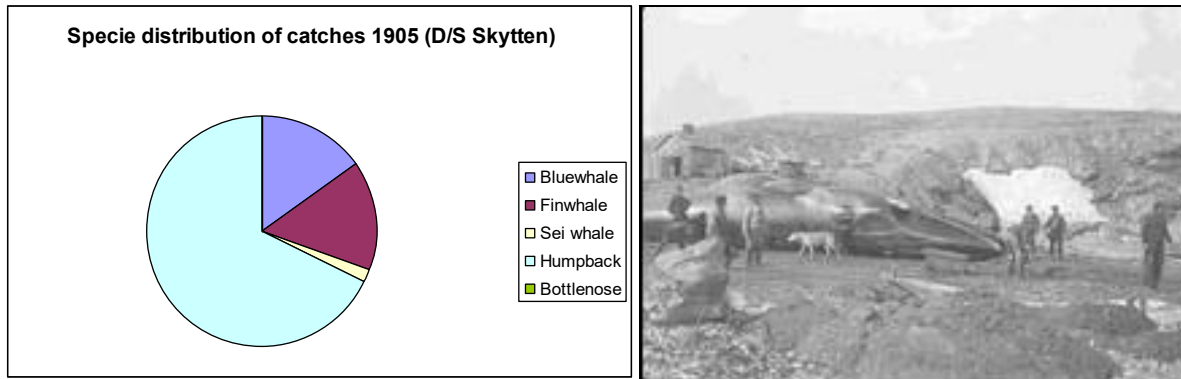 Specie distribution of catches 1905 (D/S Skytten)
Bluewhale
Finwhale
Sei whale
Humpback
Bottlenose